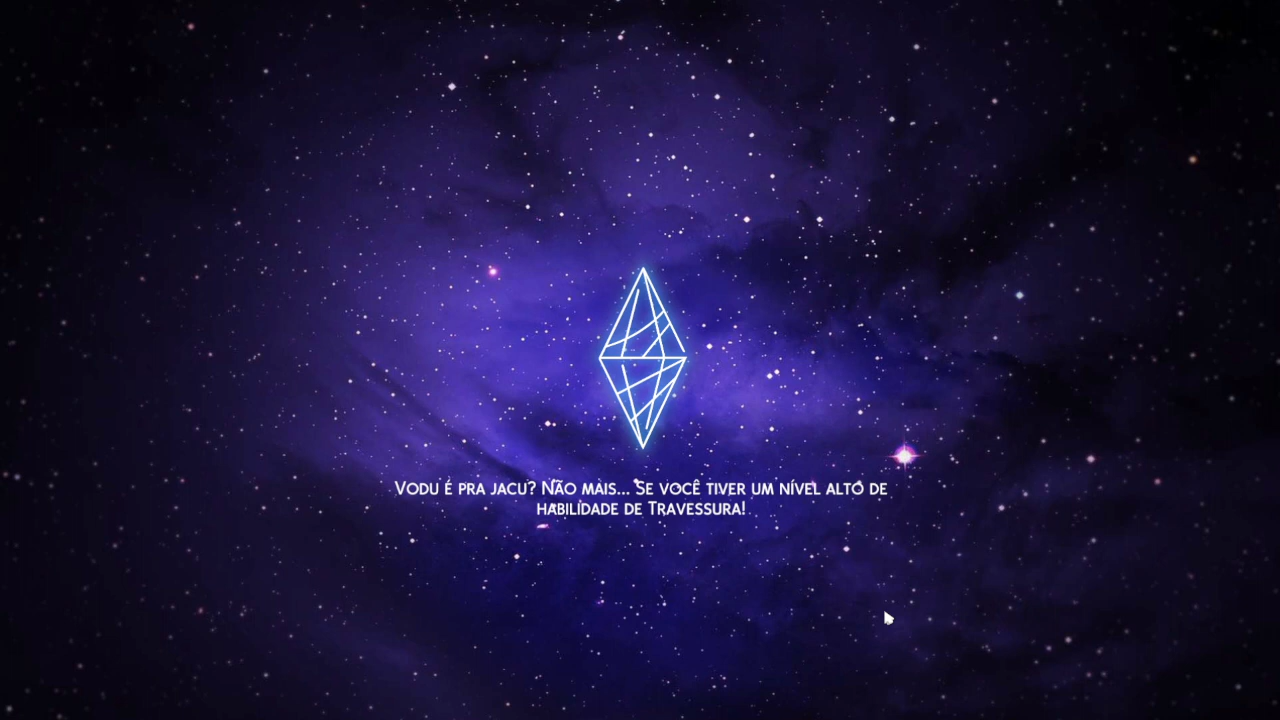 Vodu é pra jacu? Não mais... Se você tiver um nível alto de
habilidade de Travessura!